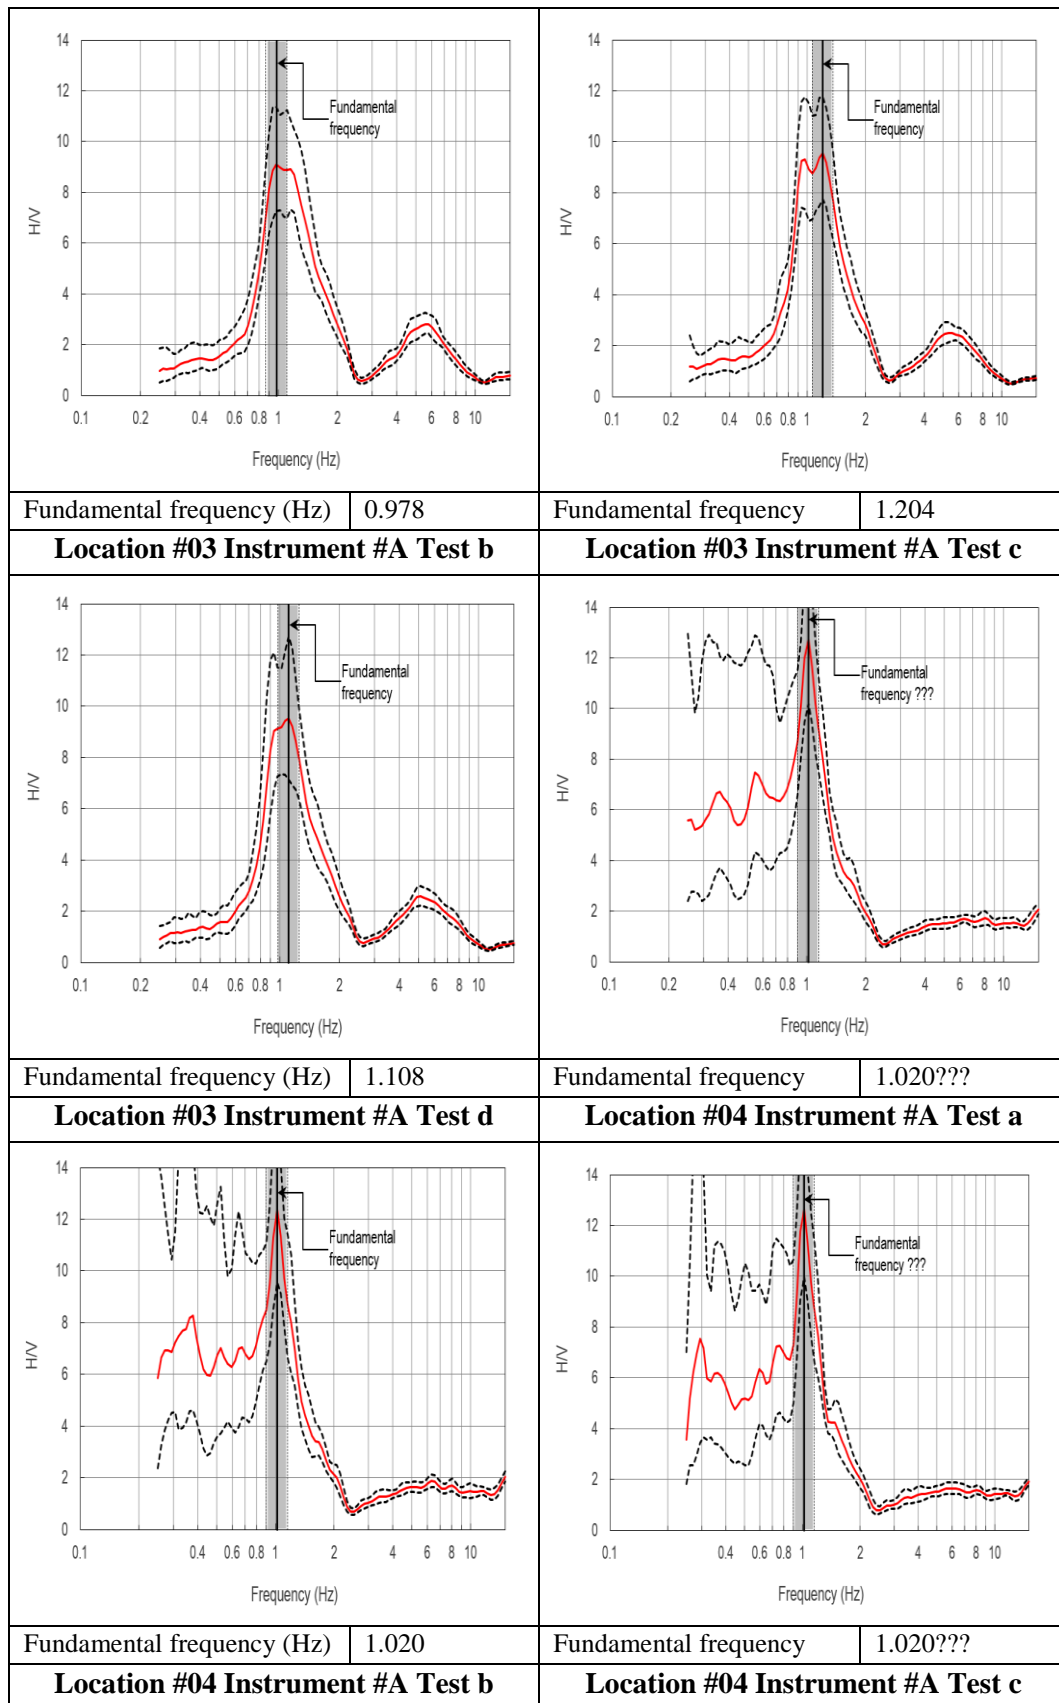 14
12
10
8
6
4
2
0
H/V
Fundamental
frequency
0.1 0.2 0.4 0.6 0.8 1 2 4 6 8 10
Frequency (Hz)
14
12
10
8
6
4
2
0
H/V
Fundamental
frequency
0.1 0.2 0.4 0.6 0.8 1 2 4 6 8 10
Frequency (Hz)
Fundamental frequency (Hz) 0.978 Fundamental frequency 1.204
Location #03 Instrument #A Test b Location #03 Instrument #A Test c
14
12
10
8
6
4
2
0
H/V
Fundamental
frequency
0.1 0.2 0.4 0.6 0.8 1 2 4 6 8 10
Frequency (Hz)
14
12
10
8
6
4
2
0
H/V
Fundamental
frequency ???
0.1 0.2 0.4 0.6 0.8 1 2 4 6 8 10
Frequency (Hz)
Fundamental frequency (Hz) 1.108 Fundamental frequency 1.020???
Location #03 Instrument #A Test d Location #04 Instrument #A Test a
14
12
10
8
6
4
2
0
H/V
Fundamental
frequency
0.1 0.4 0.6 0.8 1 2 4 6 8 10
Frequency (Hz)
14
12
10
8
6
4
2
0
H/V
Fundamental
frequency ???
0.1 0.4 0.6 0.8 1 2 4 6 8 10
Frequency (Hz)
Fundamental frequency (Hz) 1.020 Fundamental frequency 1.020???
Location #04 Instrument #A Test b Location #04 Instrument #A Test c